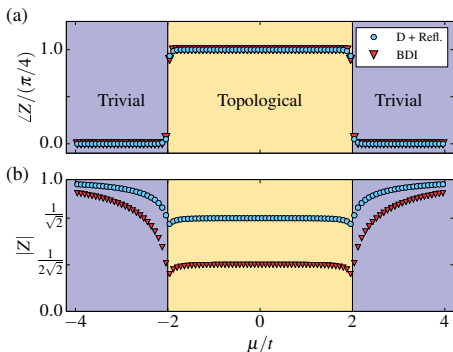 (a)
1.0
0.0
∠Z/(π/4)
D + Refl.
BDI
Trivial
Topological
Trivial
(b)
1.0
1/√2
1/2√2
0.0
|Z|
−4
−2
0
2
4
μ/t